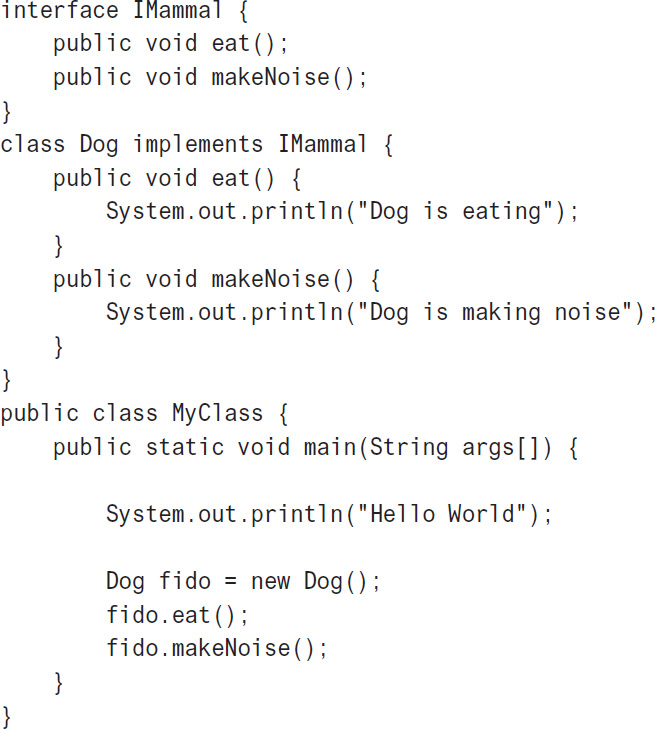 interface IMammal {
    public void eat();
    public void makeNoise();
}
class Dog implements IMammal {
    public void eat() {
        System.out.println("Dog is eating");
    }
    public void makeNoise() {
        System.out.println("Dog is making noise");
    }
}
public class MyClass {
    public static void main(String args[]) {

        System.out.println("Hello World");

        Dog fido = new Dog();
        fido.eat();
        fido.makeNoise();
    }
}